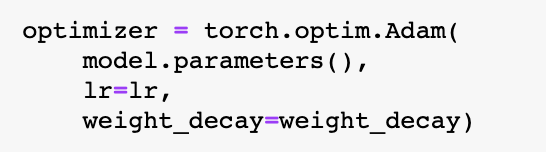 optimizer = torch.optim.Adam(
    model.parameters(),
    lr=lr,
    weight_decay=weight_decay)